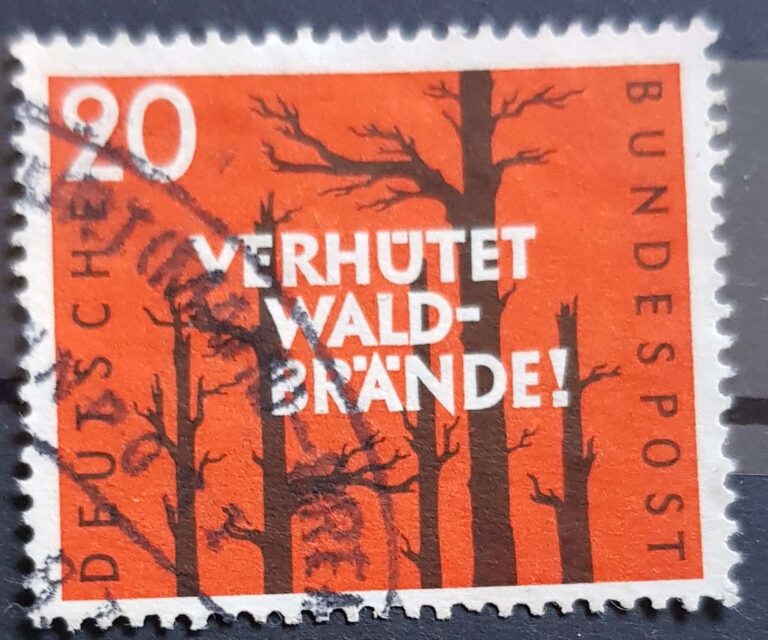 20
DEUTSCHE
BUNDESPOST
VERHÜTET
WALD-
BRÄNDE!